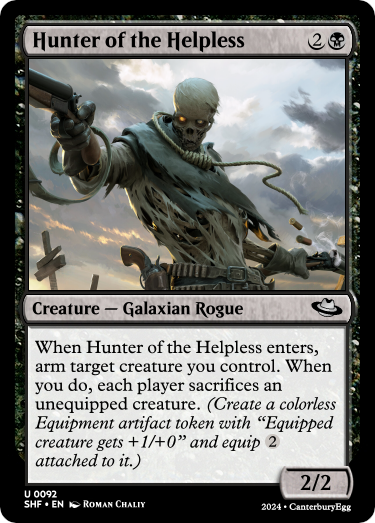 Hunter of the Helpless 2
Creature — Galaxian Rogue
When Hunter of the Helpless enters,
arm target creature you control. When
you do, each player sacrifices an
unequipped creature. (Create a colorless
Equipment artifact token with “Equipped
creature gets +1/+0” and equip 2
attached to it.)
2/2
U 0092
SHF • EN ROMAN CHALIY
2024 • CanterburyEgg